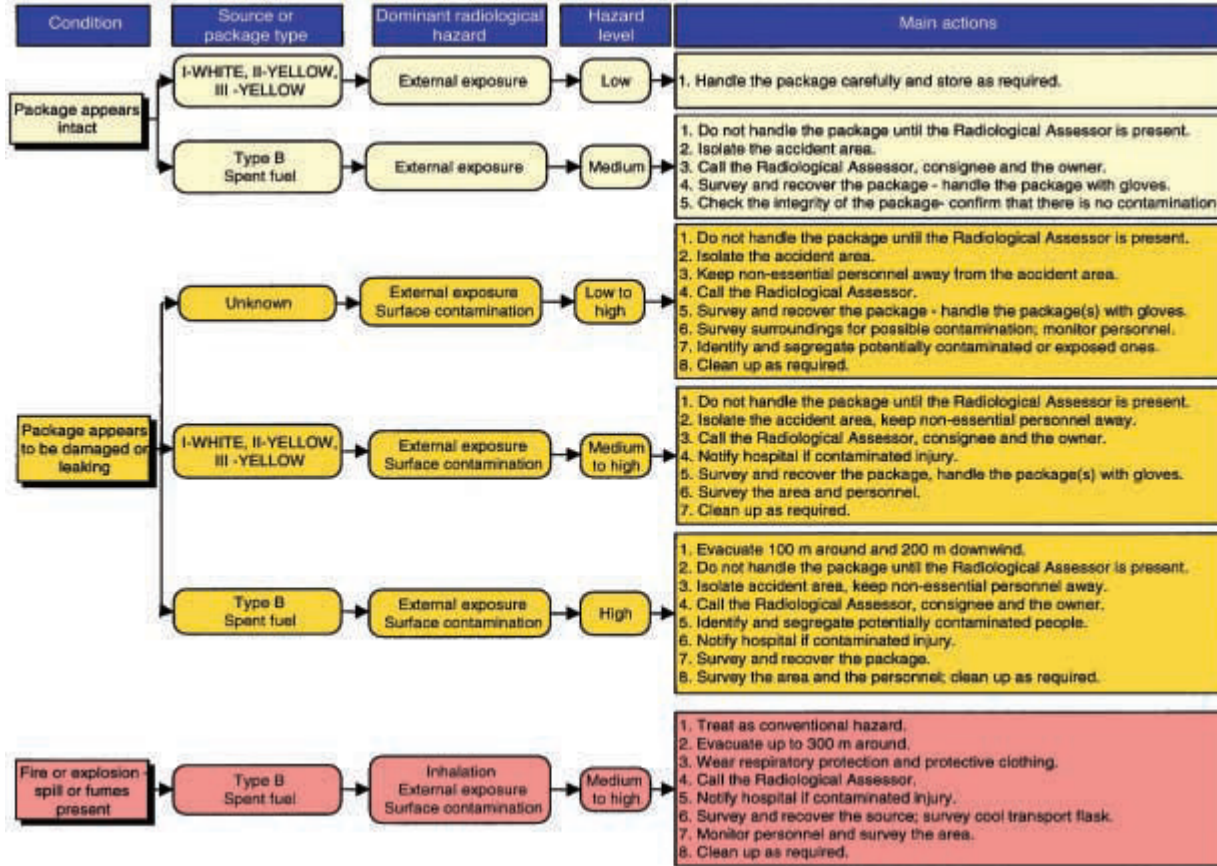 Condition
Source or
package type
Dominant radiological
hazard
Hazard
level
Main actions
Package appears
intact
I-WHITE, II-YELLOW,
III -YELLOW
External exposure
Low
1. Handle the package carefully and store as required.
Type B
Spent fuel
External exposure
Medium
1. Do not handle the package until the Radiological Assessor is present.
2. Isolate the accident area.
3. Call the Radiological Assessor, consignee and the owner.
4. Survey and recover the package - handle the package with gloves.
5. Check the integrity of the package- confirm that there is no contamination
Package appears
to be damaged or
leaking
Unknown
External exposure
Surface contamination
Low to
high
1. Do not handle the package until the Radiological Assessor is present.
2. Isolate the accident area.
3. Keep non-essential personnel away from the accident area.
4. Call the Radiological Assessor.
5. Survey and recover the package - handle the package(s) with gloves.
6. Survey surroundings for possible contamination; monitor personnel.
7. Identify and segregate potentially contaminated or exposed ones.
8. Clean up as required.
I-WHITE, II-YELLOW,
III -YELLOW
External exposure
Surface contamination
Medium
to high
1. Do not handle the package until the Radiological Assessor is present.
2. Isolate the accident area, keep non-essential personnel away.
3. Call the Radiological Assessor, consignee and the owner.
4. Notify hospital if contaminated injury.
5. Survey and recover the package, handle the package(s) with gloves.
6. Survey the area and personnel.
7. Clean up as required.
Type B
Spent fuel
External exposure
Surface contamination
High
1. Evacuate 100 m around and 200 m downwind.
2. Do not handle the package until the Radiological Assessor is present.
3. Isolate accident area, keep non-essential personnel away.
4. Call the Radiological Assessor, consignee and the owner.
5. Identify and segregate potentially contaminated people.
6. Notify hospital if contaminated injury.
7. Survey and recover the package.
8. Survey the area and the personnel; clean up as required.
Fire or explosion -
spill or fumes
present
Type B
Spent fuel
Inhalation
External exposure
Surface contamination
Medium
to high
1. Treat as conventional hazard.
2. Evacuate up to 300 m around.
3. Wear respiratory protection and protective clothing.
4. Call the Radiological Assessor.
5. Notify hospital if contaminated injury.
6. Survey and recover the source; survey cool transport flask.
7. Monitor personnel and survey the area.
8. Clean up as required.